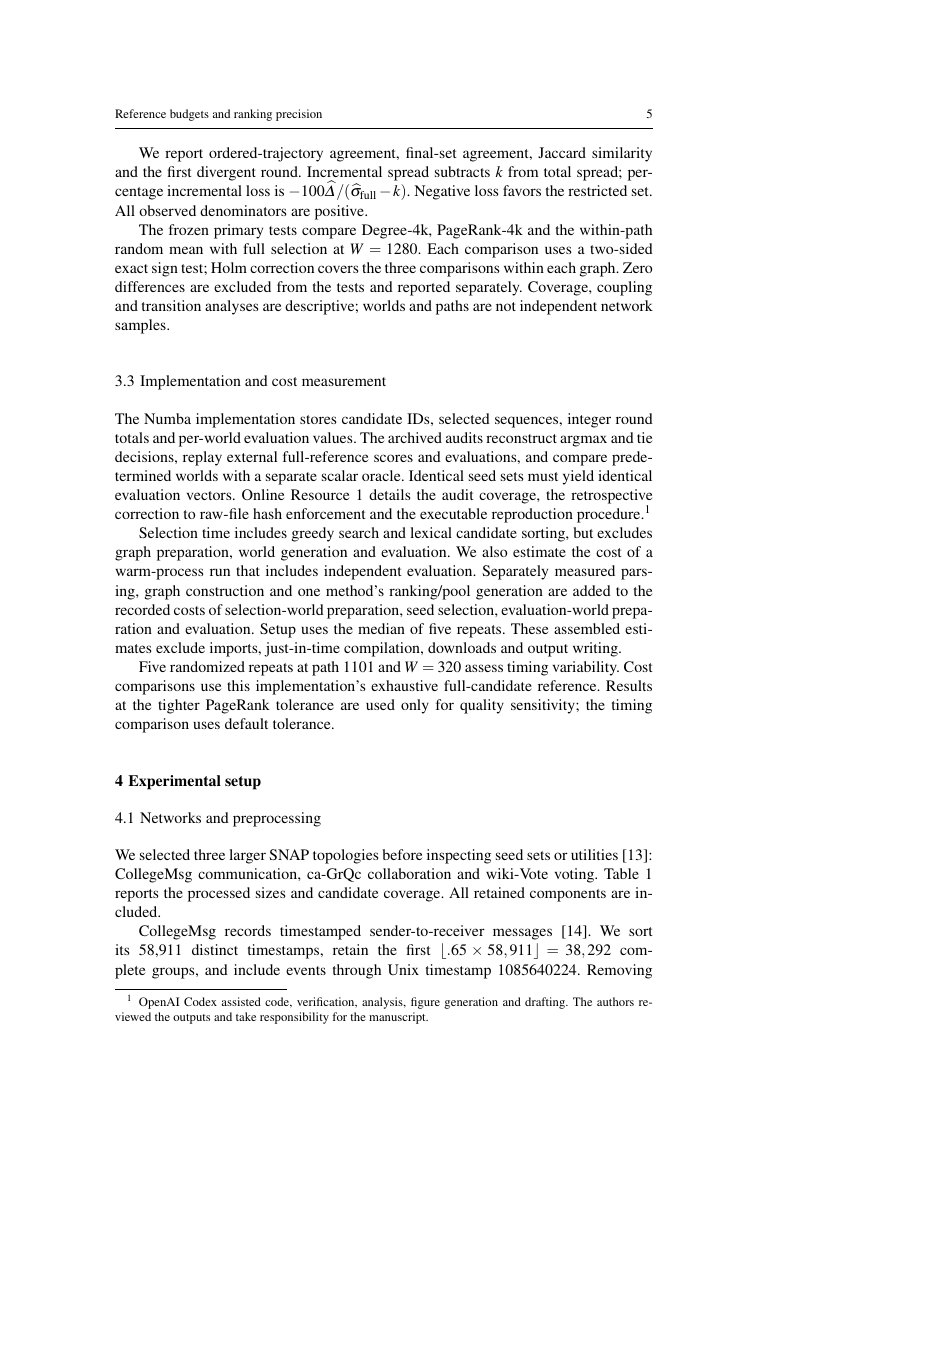 Reference budgets and ranking precision 5
We report ordered-trajectory agreement, final-set agreement, Jaccard similarity
and the first divergent round. Incremental spread subtracts k from total spread; per-
centage incremental loss is −100Δ̂/(σ̂full − k). Negative loss favors the restricted set.
All observed denominators are positive.
The frozen primary tests compare Degree-4k, PageRank-4k and the within-path
random mean with full selection at W = 1280. Each comparison uses a two-sided
exact sign test; Holm correction covers the three comparisons within each graph. Zero
differences are excluded from the tests and reported separately. Coverage, coupling
and transition analyses are descriptive; worlds and paths are not independent network
samples.
3.3 Implementation and cost measurement
The Numba implementation stores candidate IDs, selected sequences, integer round
totals and per-world evaluation values. The archived audits reconstruct argmax and tie
decisions, replay external full-reference scores and evaluations, and compare prede-
termined worlds with a separate scalar oracle. Identical seed sets must yield identical
evaluation vectors. Online Resource 1 details the audit coverage, the retrospective
correction to raw-file hash enforcement and the executable reproduction procedure.1
Selection time includes greedy search and lexical candidate sorting, but excludes
graph preparation, world generation and evaluation. We also estimate the cost of a
warm-process run that includes independent evaluation. Separately measured pars-
ing, graph construction and one method's ranking/pool generation are added to the
recorded costs of selection-world preparation, seed selection, evaluation-world prepa-
ration and evaluation. Setup uses the median of five repeats. These assembled esti-
mates exclude imports, just-in-time compilation, downloads and output writing.
Five randomized repeats at path 1101 and W = 320 assess timing variability. Cost
comparisons use this implementation's exhaustive full-candidate reference. Results
at the tighter PageRank tolerance are used only for quality sensitivity; the timing
comparison uses default tolerance.
4 Experimental setup
4.1 Networks and preprocessing
We selected three larger SNAP topologies before inspecting seed sets or utilities [13]:
CollegeMsg communication, ca-GrQc collaboration and wiki-Vote voting. Table 1
reports the processed sizes and candidate coverage. All retained components are in-
cluded.
CollegeMsg records timestamped sender-to-receiver messages [14]. We sort
its 58,911 distinct timestamps, retain the first ⌊.65 × 58,911⌋ = 38,292 com-
plete groups, and include events through Unix timestamp 1085640224. Removing
1 OpenAI Codex assisted code, verification, analysis, figure generation and drafting. The authors re-
viewed the outputs and take responsibility for the manuscript.